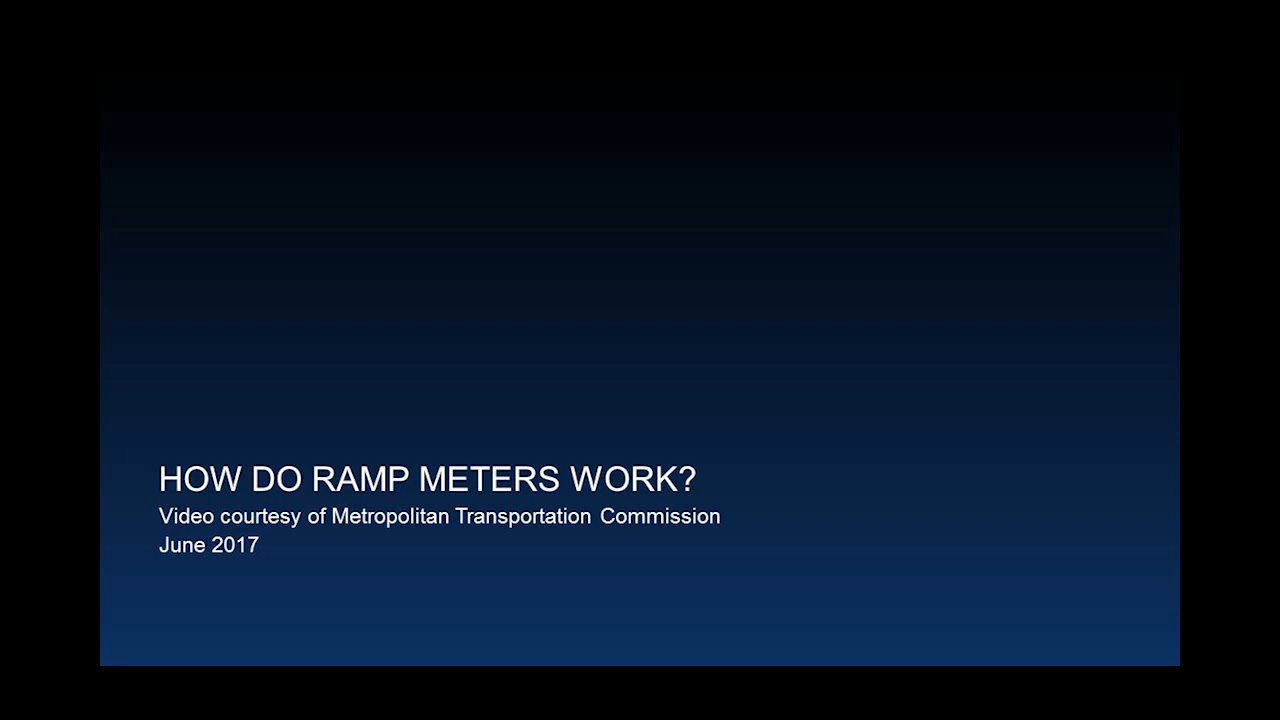 HOW DO RAMP METERS WORK?
Video courtesy of Metropolitan Transportation Commission
June 2017